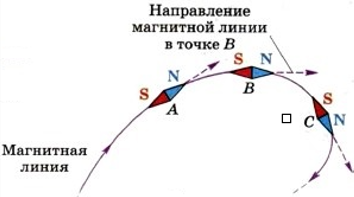 Направление
магнитной линии
в точке B
S N
S N
A
B
S
C
N
Магнитная
линия